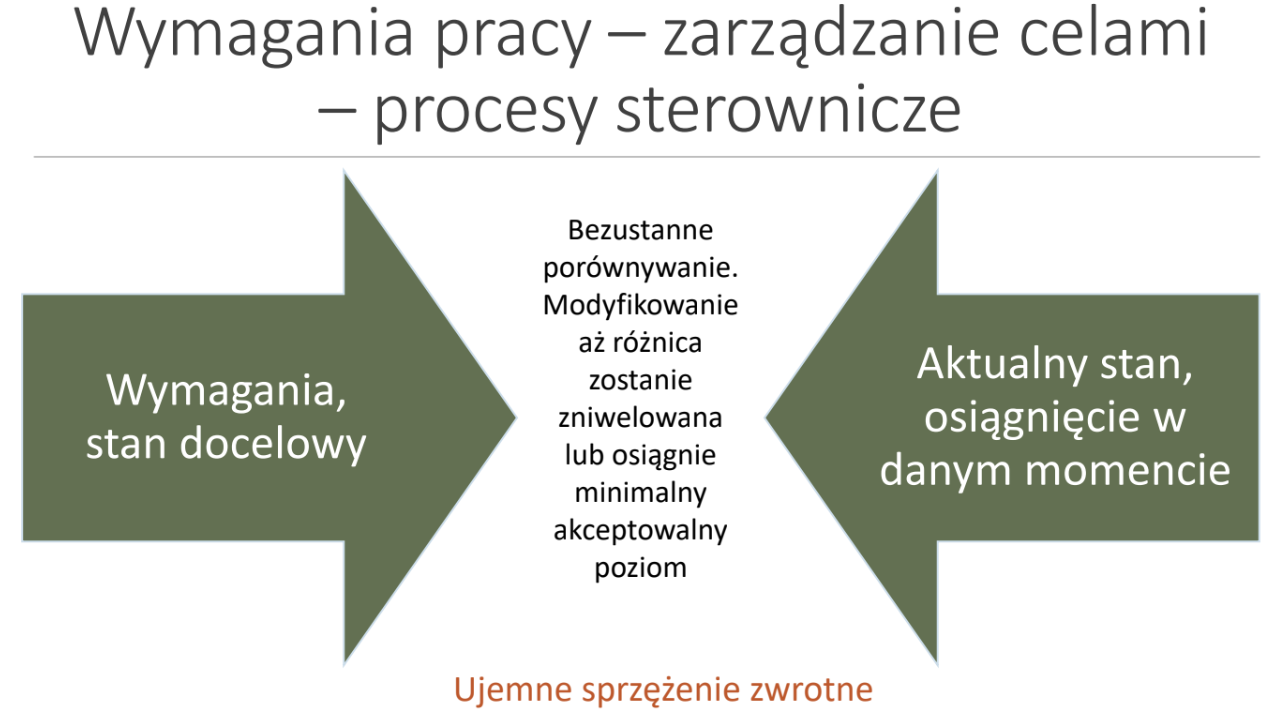 Wymagania pracy – zarządzanie celami
– procesy sterownicze
Wymagania,
stan docelowy
Bezustanne
porównywanie.
Modyfikowanie
aż różnica
zostanie
zniwelowana
lub osiągnie
minimalny
akceptowalny
poziom
Aktualny stan,
osiągnięcie w
danym momencie
Ujemne sprzężenie zwrotne